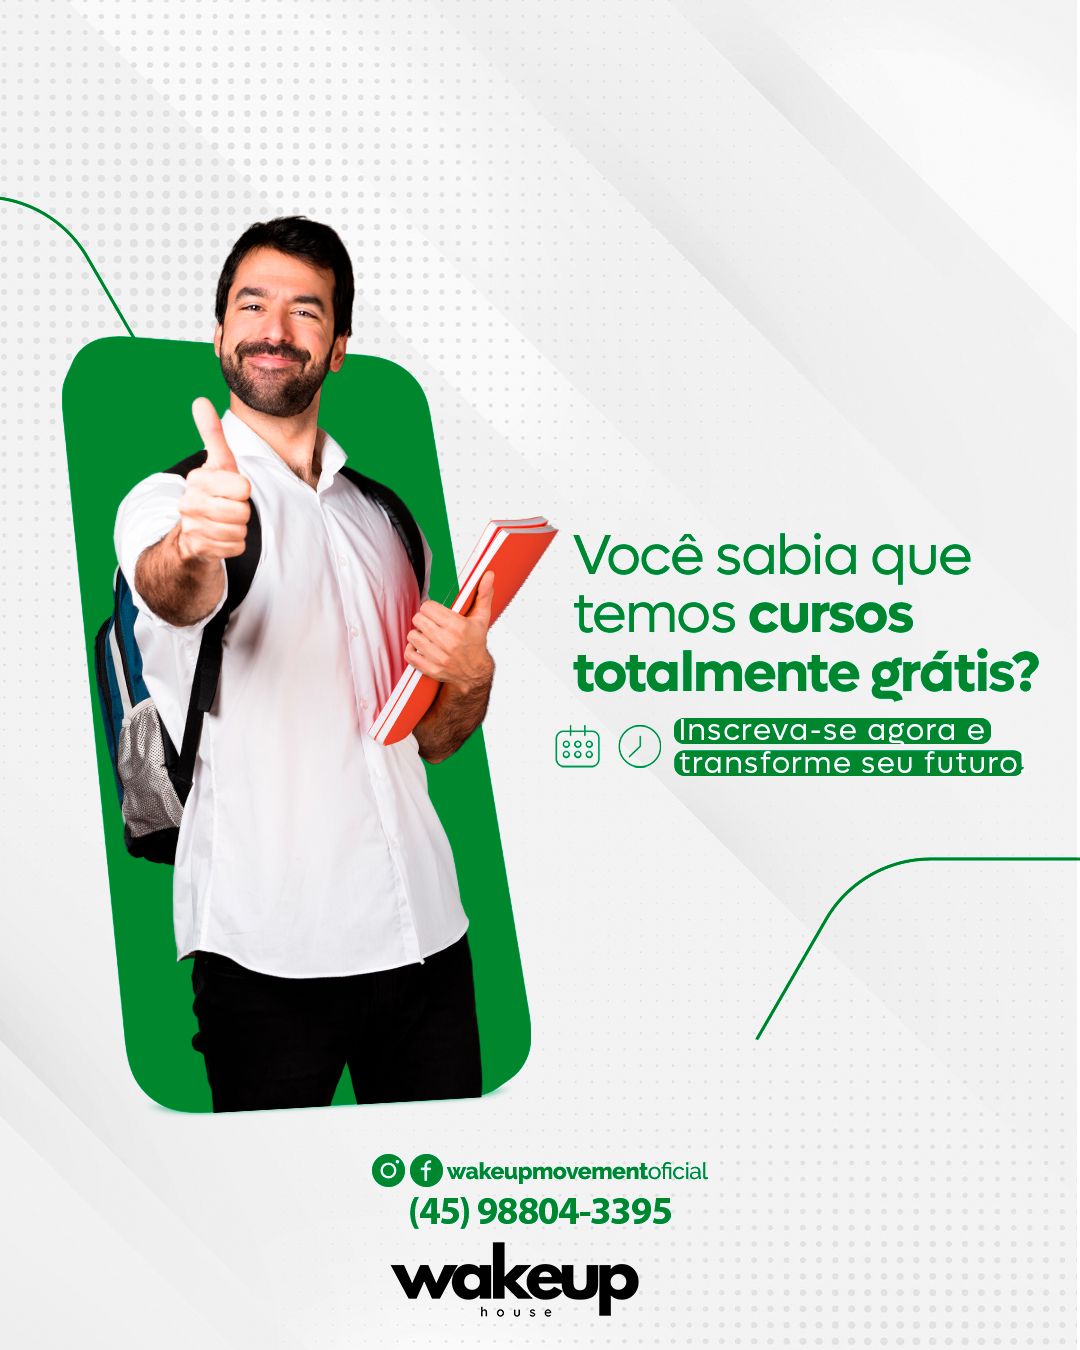 Você sabia que
temos cursos
totalmente grátis?
Inscreva-se agora e
transforme seu futuro.
wakeupmovementoficial
(45) 98804-3395
wakeup
house